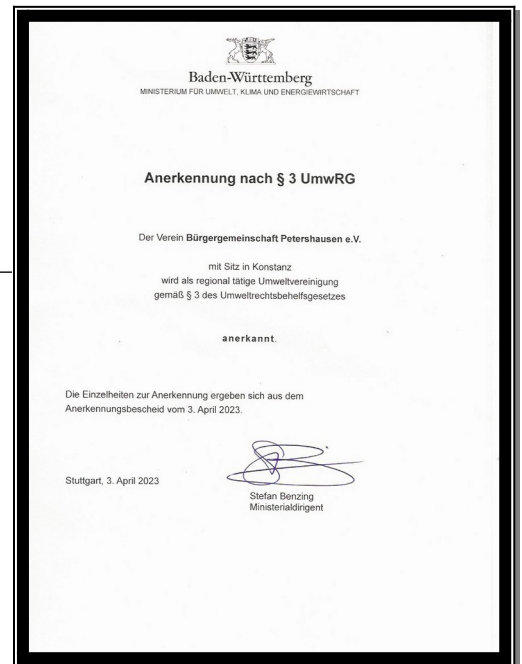 Baden-Württemberg
MINISTERIUM FÜR UMWELT, KLIMA UND ENERGIEWIRTSCHAFT
Anerkennung nach § 3 UmwRG
Der Verein Bürgergemeinschaft Petershausen e.V.
mit Sitz in Konstanz
wird als regional tätige Umweltvereinigung
gemäß § 3 des Umweltrechtsbehelfsgesetzes
anerkannt.
Die Einzelheiten zur Anerkennung ergeben sich aus dem
Anerkennungsbescheid vom 3. April 2023.
Stuttgart, 3. April 2023
Stefan Benzing
Ministerialdirigent